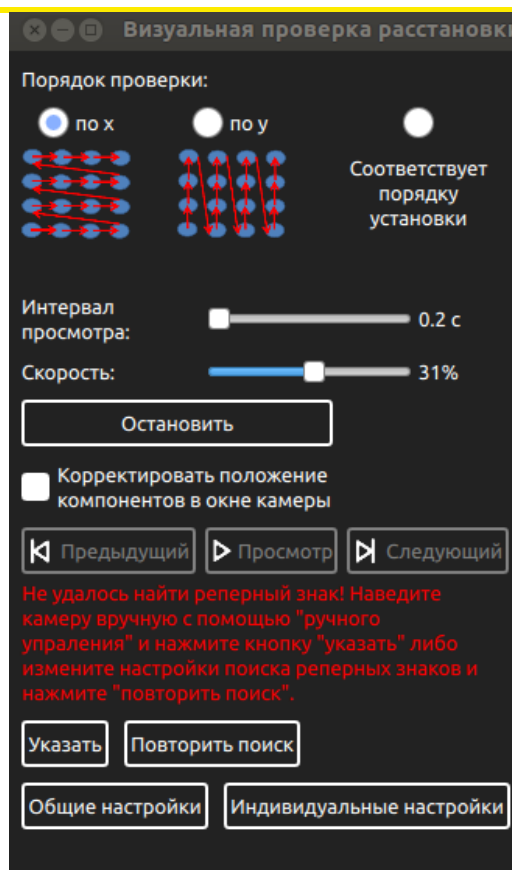 Визуальная проверка расстановки
Порядок проверки:
по x
по y
Соответствует
порядку
установки
Интервал
просмотра:
0.2 с
Скорость:
31%
Остановить
Корректировать положение
компонентов в окне камеры
Предыдущий
Просмотр
Следующий
Не удалось найти реперный знак! Наведите
камеру вручную с помощью "ручного
упраления" и нажмите кнопку "указать" либо
измените настройки поиска реперных знаков и
нажмите "повторить поиск".
Указать
Повторить поиск
Общие настройки
Индивидуальные настройки